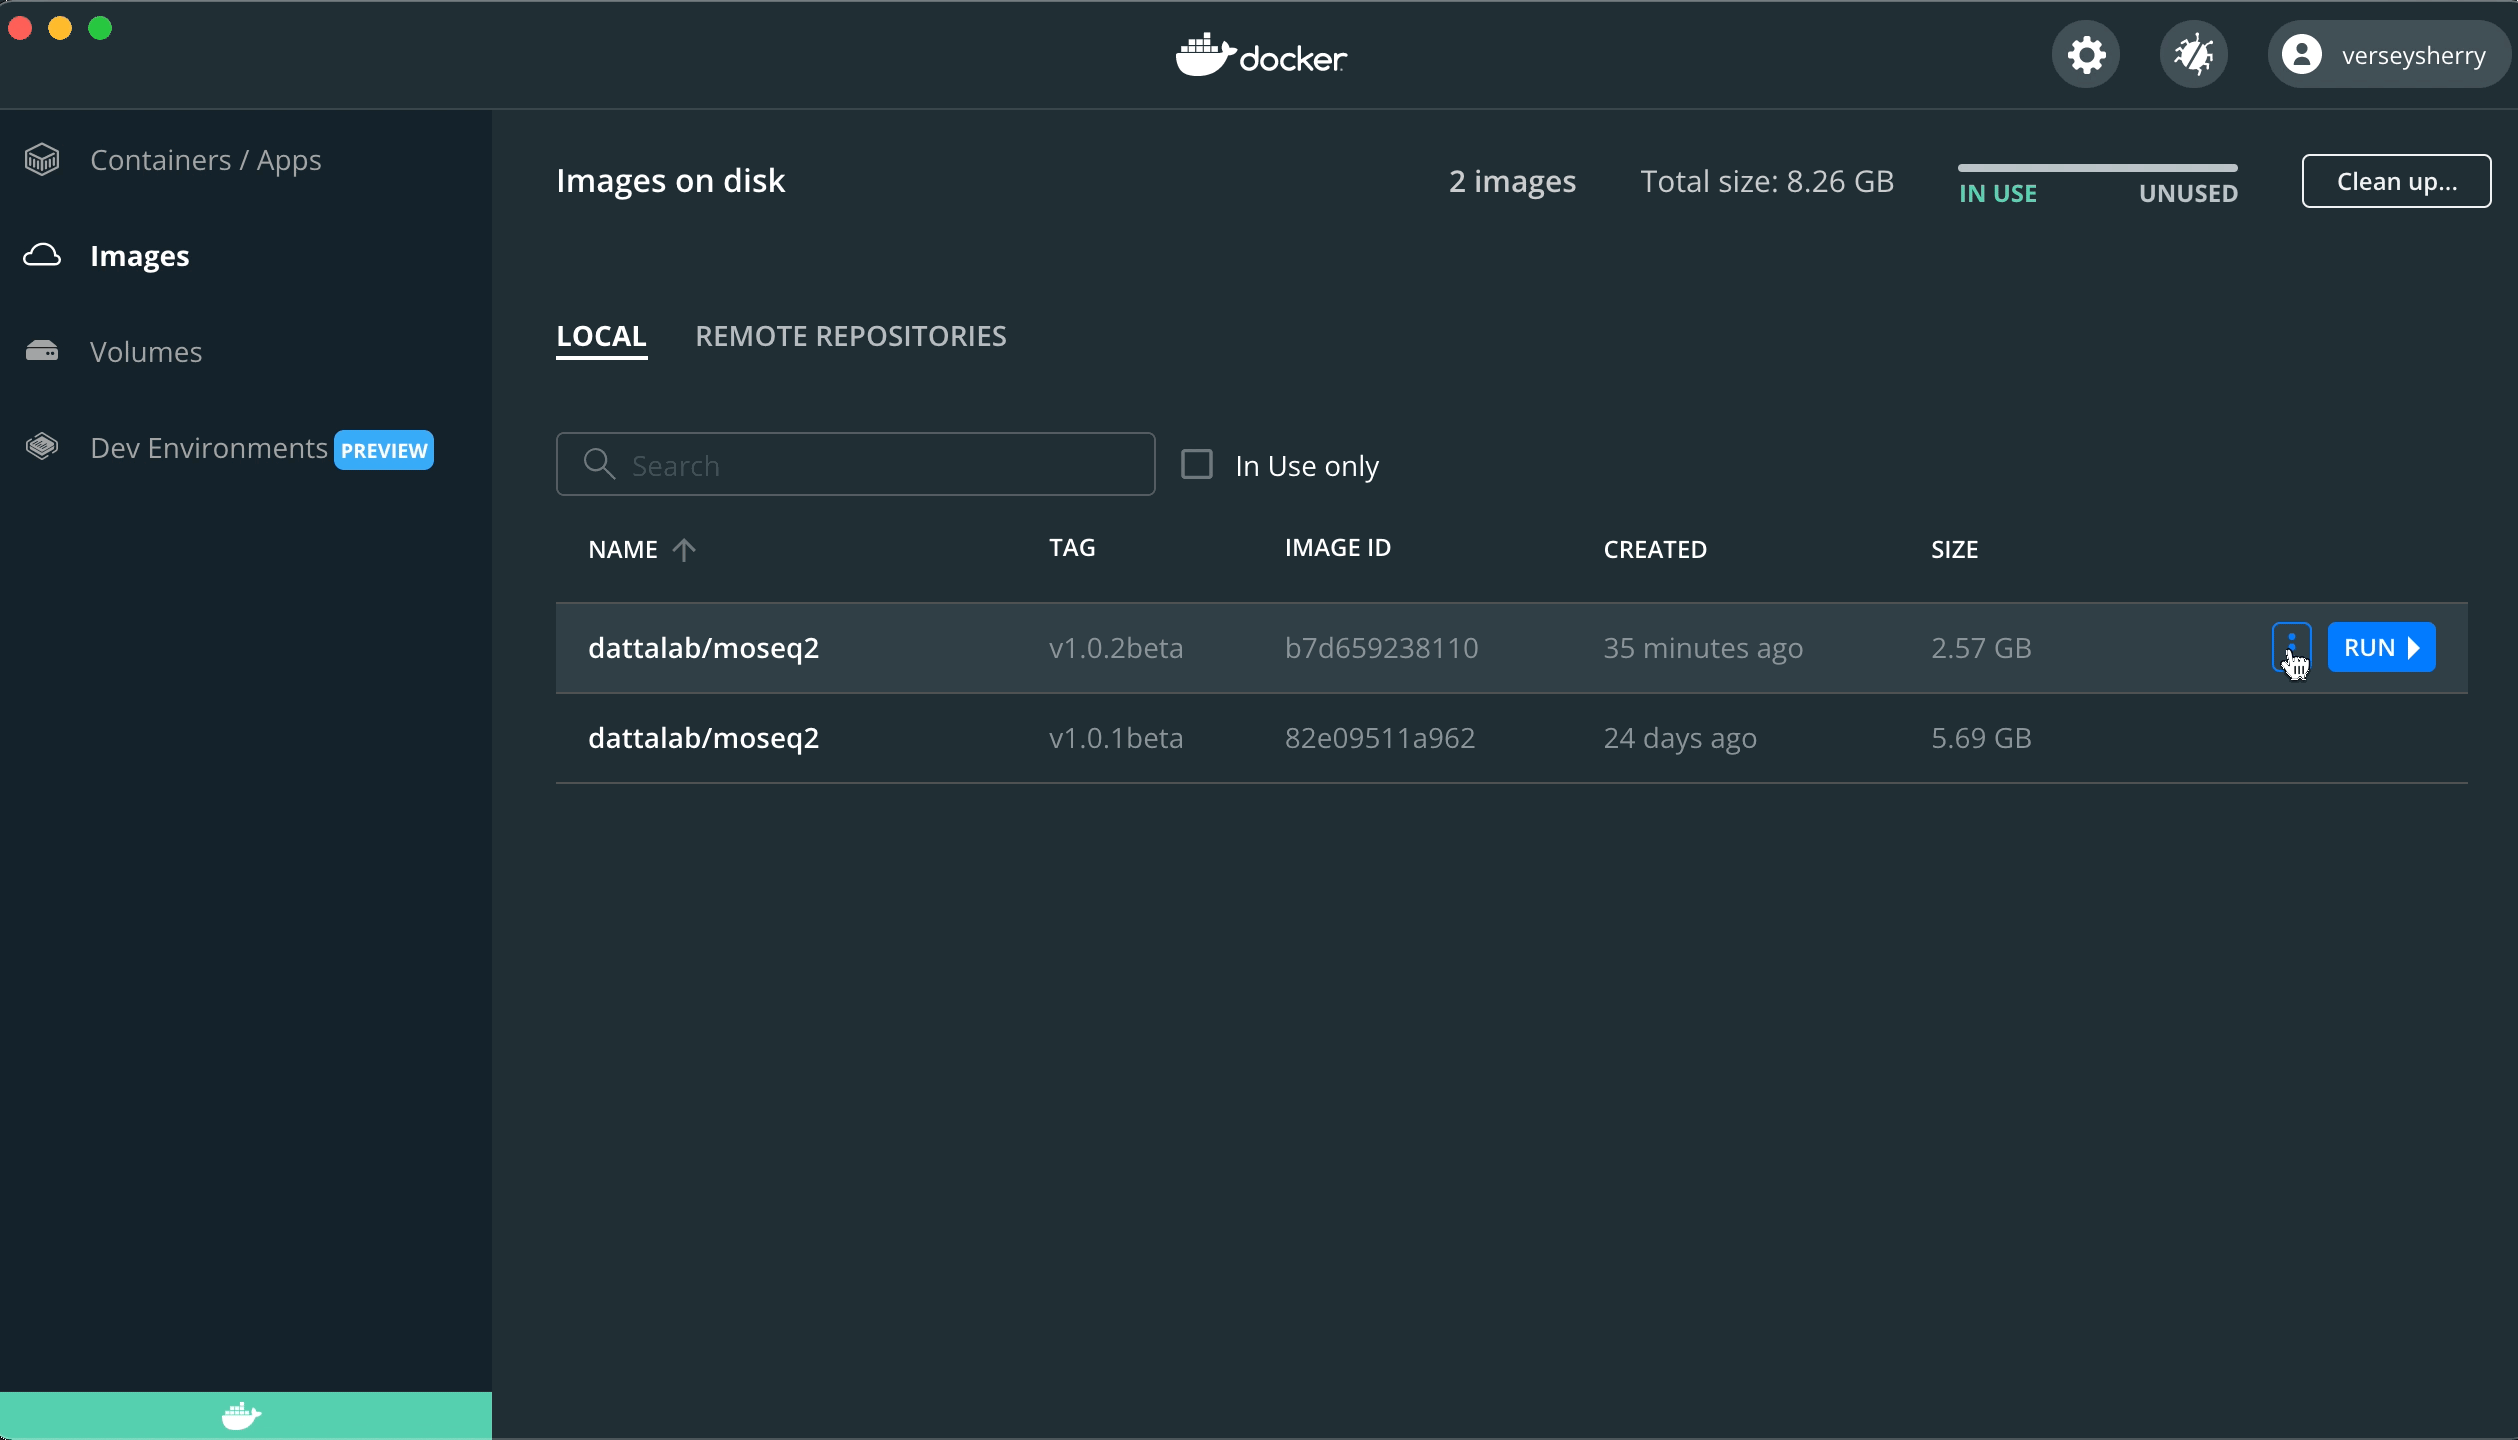 docker
verseysherry
Containers / Apps
Images
Volumes
Dev Environments PREVIEW
Images on disk
2 images
Total size: 8.26 GB
IN USE UNUSED
Clean up...
LOCAL REMOTE REPOSITORIES
Search
In Use only
NAME TAG IMAGE ID CREATED SIZE
dattalab/moseq2 v1.0.2beta b7d659238110 35 minutes ago 2.57 GB RUN
dattalab/moseq2 v1.0.1beta 82e09511a962 24 days ago 5.69 GB